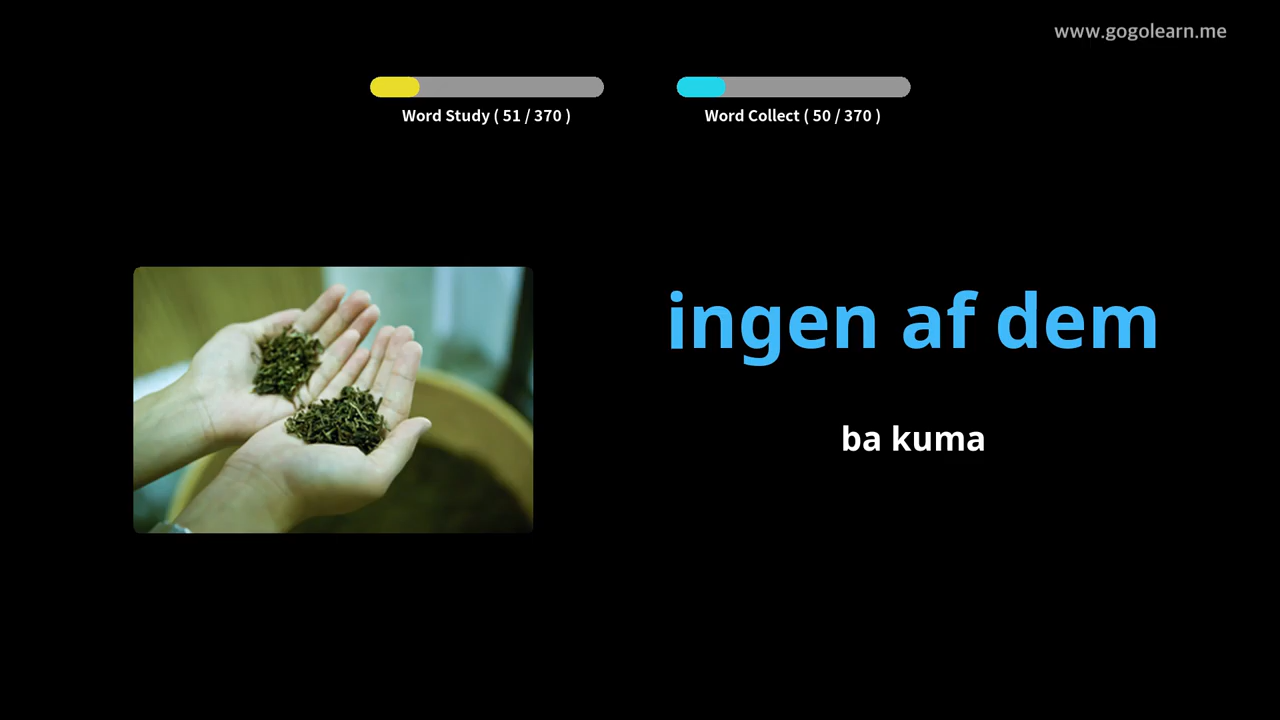 www.gogolearn.me
Word Study ( 51 / 370 )
Word Collect ( 50 / 370 )
ingen af dem
ba kuma